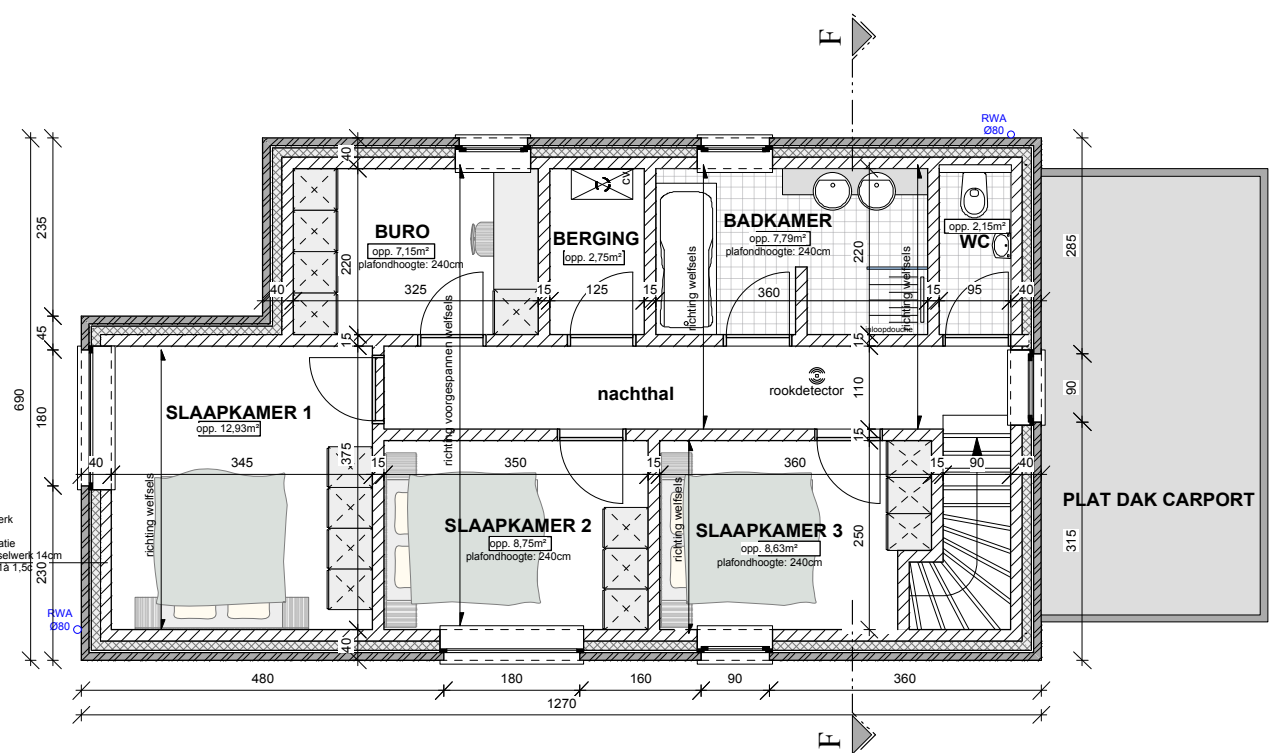 F
RWA
Ø80
40
235
45
690
180
230
285
90
315
BURO
opp. 7,15m²
plafondhoogte: 240cm
220
BERGING
opp. 2,75m²
CV
BADKAMER
opp. 7,79m²
plafondhoogte: 240cm
220
opp. 2,15m²
WC
richting welfsels
richting welfsels
inloopdouche
40
325
15
125
15
360
15
95
40
15
15
nachthal
rookdetector
110
15
richting voorgespannen welfsels
SLAAPKAMER 1
opp. 12,93m²
375
richting welfsels
40
345
15
350
15
360
15
90
40
SLAAPKAMER 2
opp. 8,75m²
plafondhoogte: 240cm
richting welfsels
SLAAPKAMER 3
opp. 8,63m²
plafondhoogte: 240cm
250
PLAT DAK CARPORT
selwerk 14cm
RWA
Ø80
40
480
180
160
90
360
1270
F